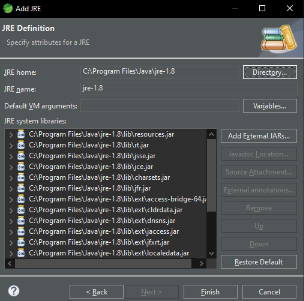 Add JRE
JRE Definition
Specify attributes for a JRE
JRE home:
C:\Program Files\Java\jre-1.8
Directory...
JRE name:
jre-1.8
Default VM arguments:
Variables...
JRE system libraries:
C:\Program Files\Java\jre-1.8\lib\resources.jar
C:\Program Files\Java\jre-1.8\lib\rt.jar
C:\Program Files\Java\jre-1.8\lib\jsse.jar
C:\Program Files\Java\jre-1.8\lib\jce.jar
C:\Program Files\Java\jre-1.8\lib\charsets.jar
C:\Program Files\Java\jre-1.8\lib\jfr.jar
C:\Program Files\Java\jre-1.8\lib\ext\access-bridge-64.j
C:\Program Files\Java\jre-1.8\lib\ext\cldrdata.jar
C:\Program Files\Java\jre-1.8\lib\ext\dnsns.jar
C:\Program Files\Java\jre-1.8\lib\ext\jaccess.jar
C:\Program Files\Java\jre-1.8\lib\ext\jfxrt.jar
C:\Program Files\Java\jre-1.8\lib\ext\localedata.jar
Add External JARs...
Javadoc Location...
Source Attachment...
External annotations...
Remove
Up
Down
Restore Default
?
< Back
Next >
Finish
Cancel